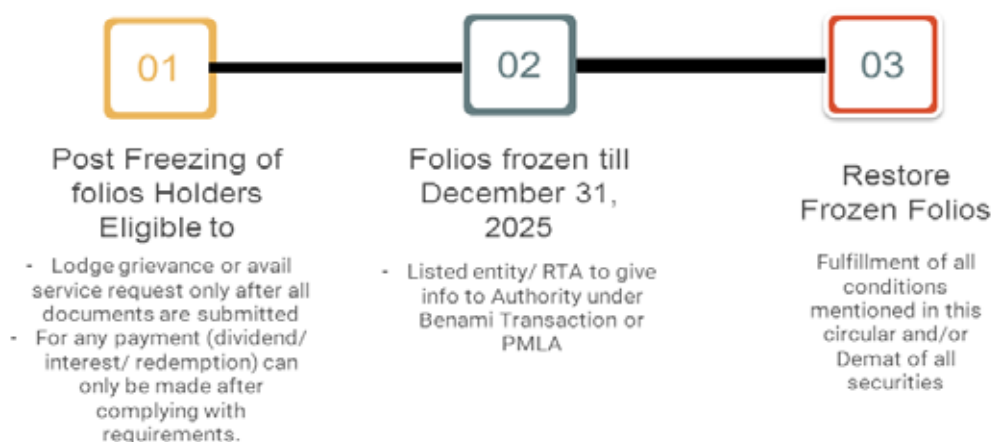 01
Post Freezing of
folios Holders
Eligible to
- Lodge grievance or avail
service request only after all
documents are submitted
- For any payment (dividend/
interest/ redemption) can
only be made after
complying with
requirements.
02
Folios frozen till
December 31,
2025
- Listed entity/ RTA to give
info to Authority under
Benami Transaction or
PMLA
03
Restore
Frozen Folios
Fulfillment of all
conditions
mentioned in this
circular and/or
Demat of all
securities